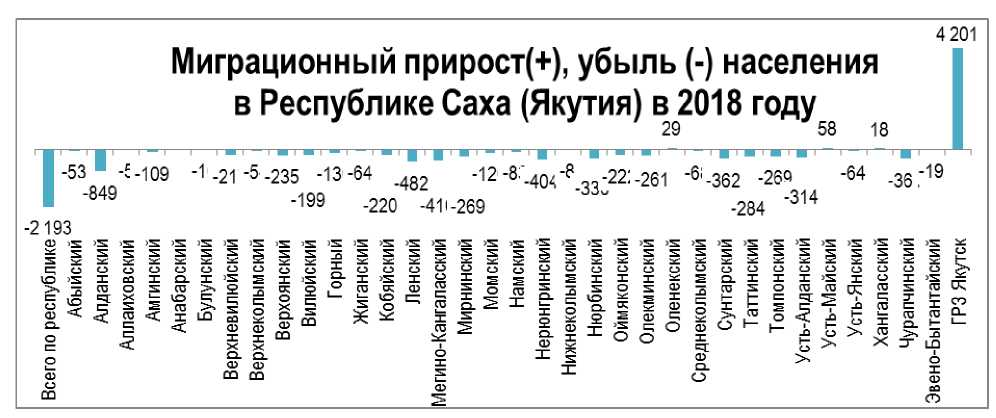 4 201
Миграционный прирост(+), убыль (-) населения
в Республике Саха (Якутия) в 2018 году
29
58
18
-53
-109
-235
-64
-64
-19
-849
-199
-220
-482
-269
-404
-222
-261
-362
-284
-269
-314
-2 193
Всего по республике
Абыйский
Алданский
Аллаиховский
Амгинский
Анабарский
Булунский
Верхневилюйский
Верхнеколымский
Верхоянский
Вилюйский
Горный
Жиганский
Кобяйский
Ленский
Мегино-Кангаласский
Мирнинский
Момский
Намский
Нерюнгринский
Нижнеколымский
Нюрбинский
Оймяконский
Олекминский
Оленекский
Среднеколымский
Сунтарский
Таттинский
Томпонский
Усть-Алданский
Усть-Майский
Усть-Янский
Хангаласский
Чурапчинский
Эвено-Бытантайский
ГРЗ Якутск